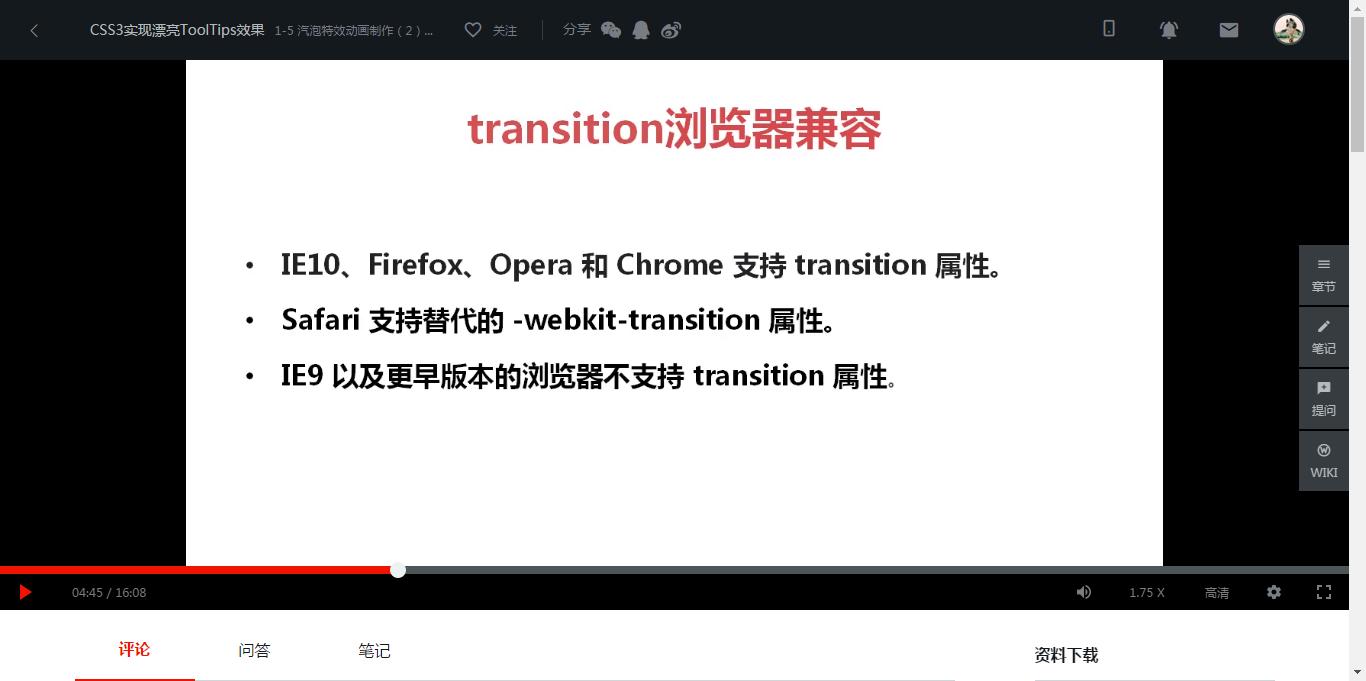 CSS3实现漂亮ToolTips效果 1-5 汽泡特效动画制作（2）... 关注 分享
transition浏览器兼容
• IE10、Firefox、Opera 和 Chrome 支持 transition 属性。
• Safari 支持替代的 -webkit-transition 属性。
• IE9 以及更早版本的浏览器不支持 transition 属性。
章节
笔记
提问
WIKI
04:45 / 16:08 1.75 X 高清
评论 问答 笔记 资料下载